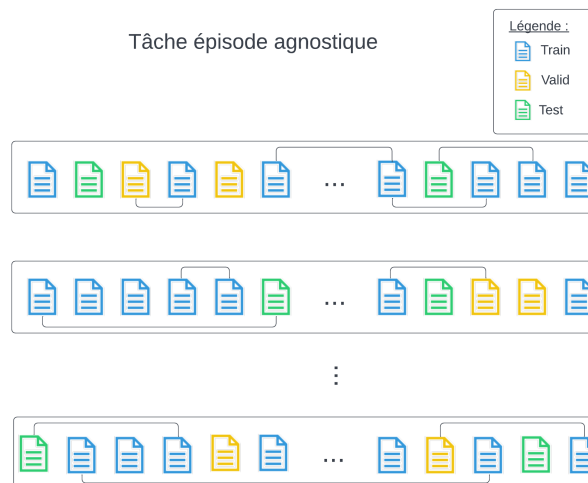 Tâche épisode agnostique
Légende :
Train
Valid
Test
...
...
⋮
...